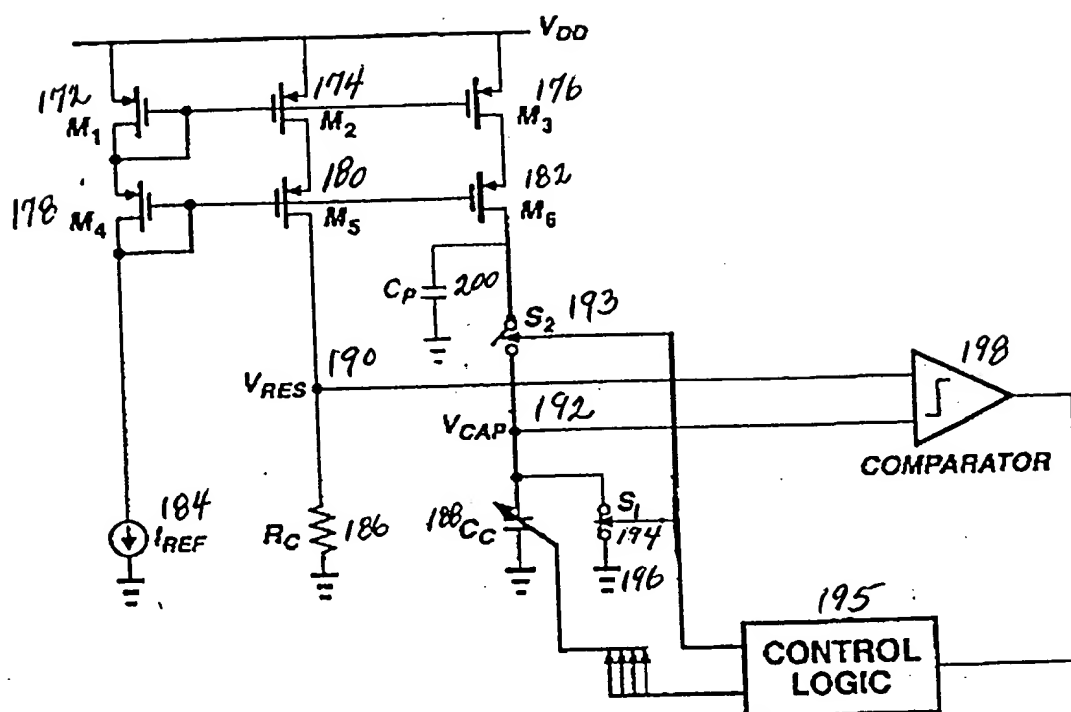 VDD
172 174 176
M1 M2 M3
180 182
178 M4 M5 M6
CP 200
S2 193
190 198
VRES
192
VCAP
COMPARATOR
184
IREF RC 186 188 CC S1
194
196
195
CONTROL
LOGIC